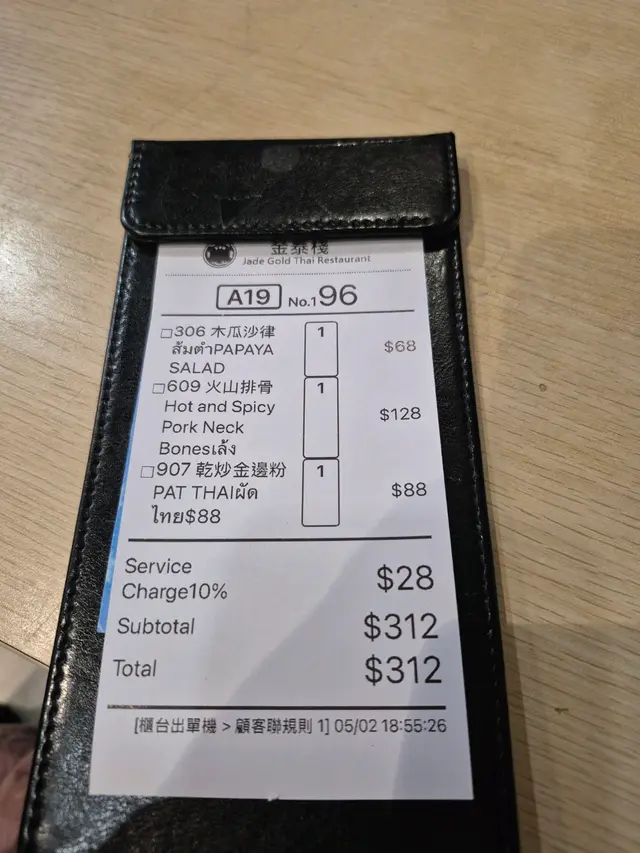 金泰棧
Jade Gold Thai Restaurant
A19 No.196
□306 木瓜沙律 1 $68
ส้มตำPAPAYA
SALAD
□609 火山排骨 1 $128
Hot and Spicy
Pork Neck
Bonesเล้ง
□907 乾炒金邊粉 1 $88
PAT THAIผัด
ไทย$88
Service
Charge10% $28
Subtotal $312
Total $312
[櫃台出單機 > 顧客聯規則 1] 05/02 18:55:26